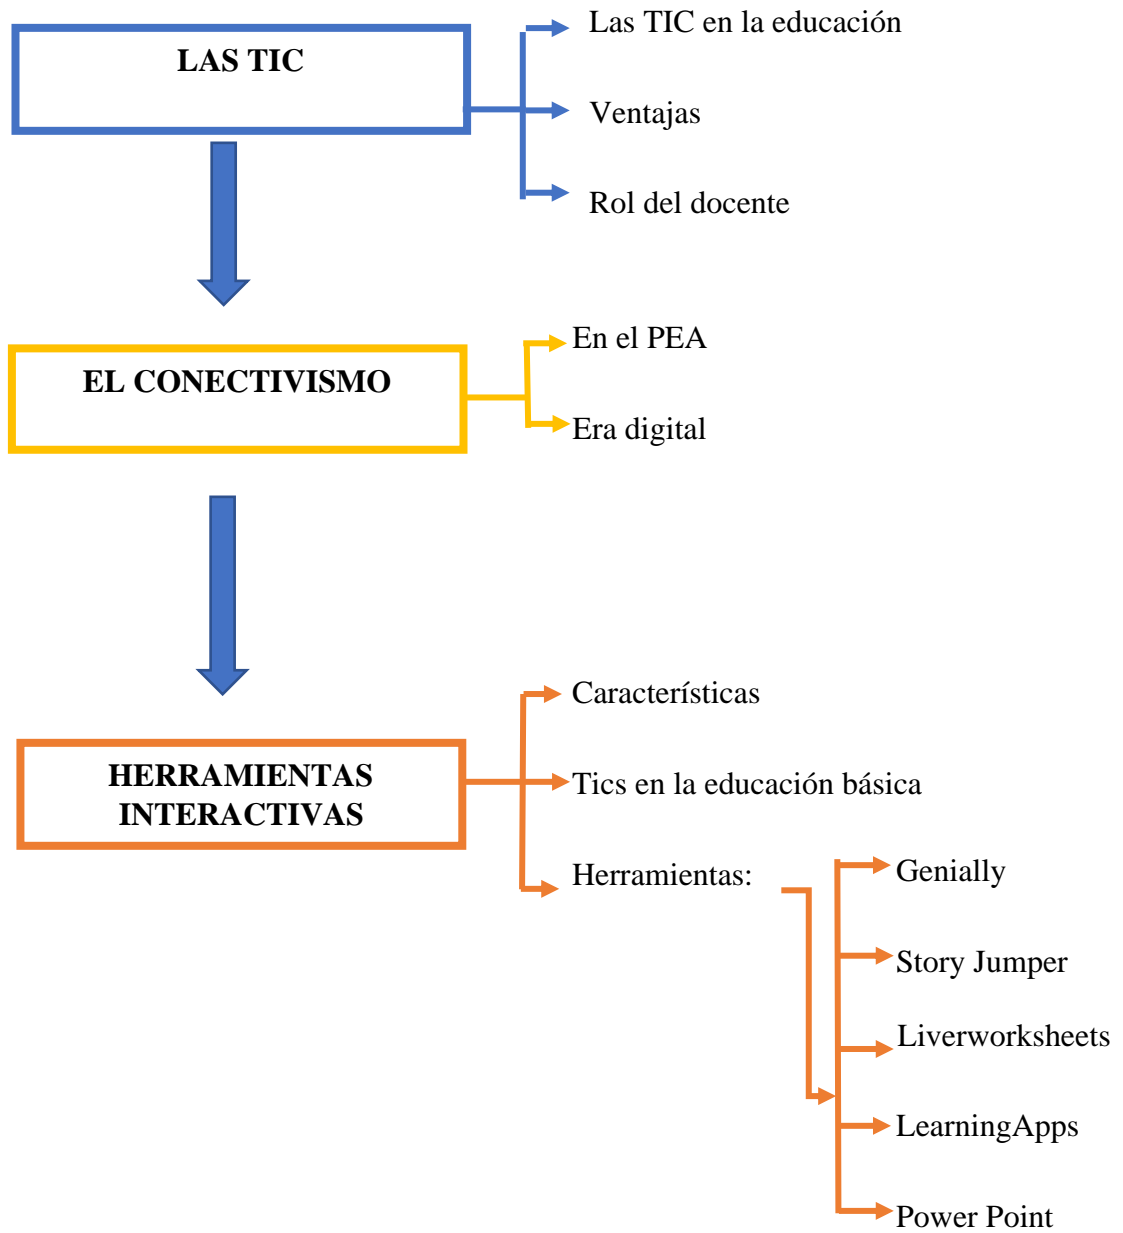 LAS TIC
Las TIC en la educación
Ventajas
Rol del docente
EL CONECTIVISMO
En el PEA
Era digital
HERRAMIENTAS
INTERACTIVAS
Características
Tics en la educación básica
Herramientas:
Genially
Story Jumper
Liverworksheets
LearningApps
Power Point